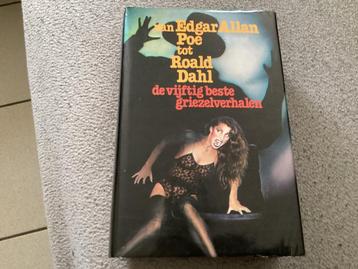 van Edgar Allan
Poe
tot
Roald
Dahl
de vijftig beste
griezelverhalen